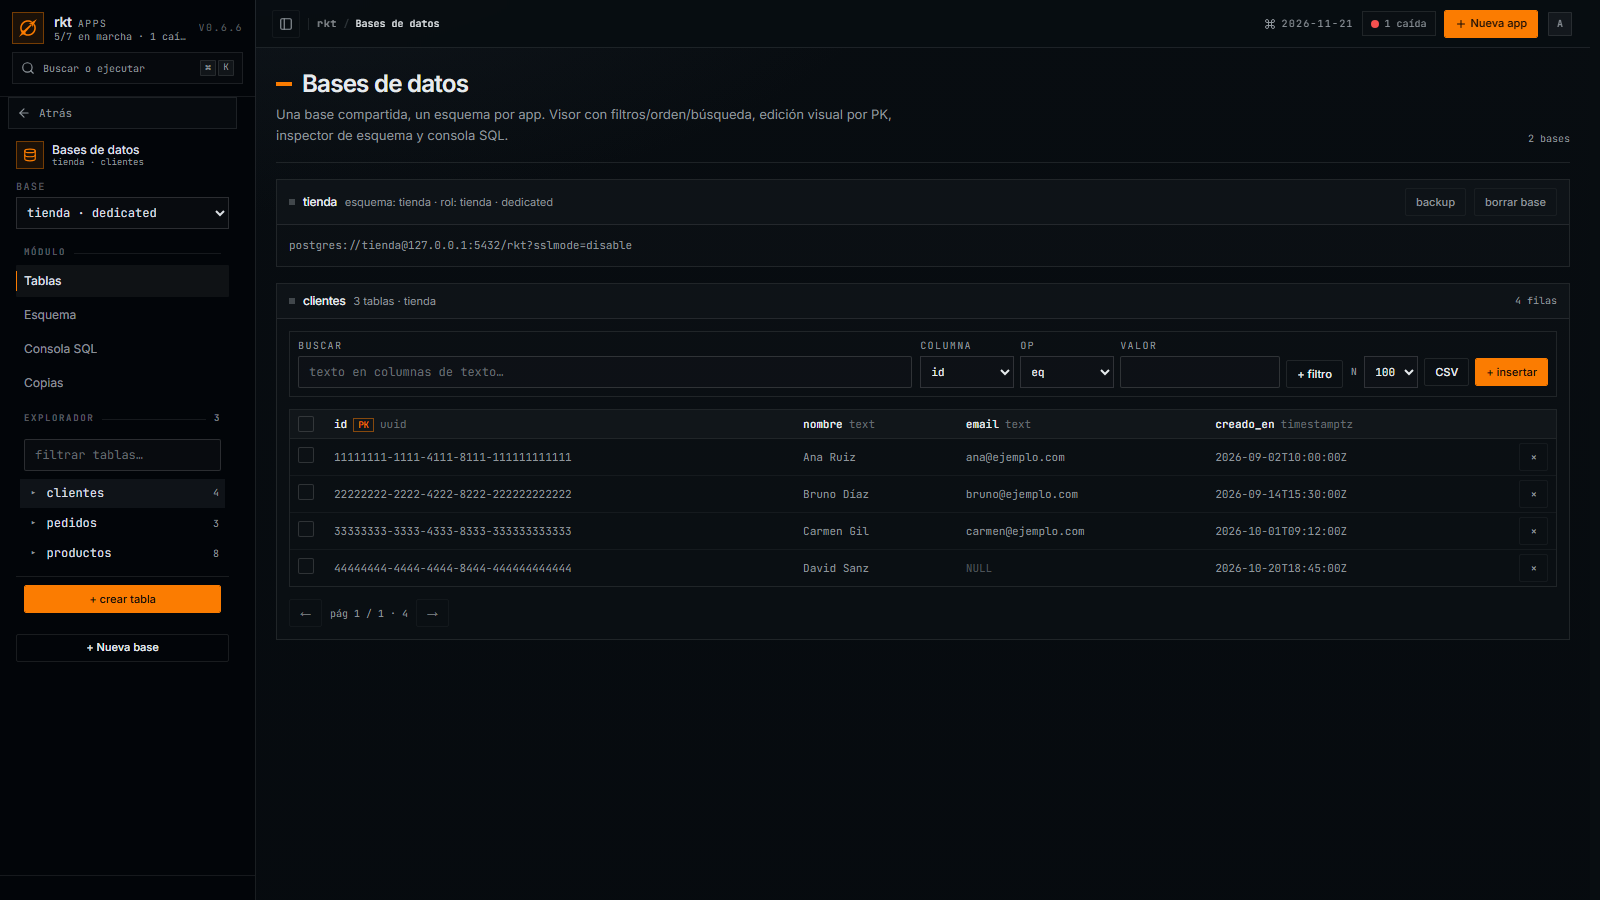 rkt APPS
V0.6.6
5/7 en marcha · 1 caí…
Buscar o ejecutar
⌘ K
← Atrás
Bases de datos
tienda · clientes
BASE
tienda · dedicated
MÓDULO
Tablas
Esquema
Consola SQL
Copias
EXPLORADOR
3
filtrar tablas…
▸ clientes 4
▸ pedidos 3
▸ productos 8
+ crear tabla
+ Nueva base
rkt / Bases de datos
⌘ 2026-11-21
1 caída
+ Nueva app
A
Bases de datos
Una base compartida, un esquema por app. Visor con filtros/orden/búsqueda, edición visual por PK,
inspector de esquema y consola SQL.
2 bases
tienda esquema: tienda · rol: tienda · dedicated
backup
borrar base
postgres://tienda@127.0.0.1:5432/rkt?sslmode=disable
clientes 3 tablas · tienda
4 filas
BUSCAR
COLUMNA
OP
VALOR
texto en columnas de texto…
id
eq
+ filtro
N
100
CSV
+ insertar
id PK uuid
nombre text
email text
creado_en timestamptz
11111111-1111-4111-8111-111111111111 Ana Ruiz ana@ejemplo.com 2026-09-02T10:00:00Z ×
22222222-2222-4222-8222-222222222222 Bruno Díaz bruno@ejemplo.com 2026-09-14T15:30:00Z ×
33333333-3333-4333-8333-333333333333 Carmen Gil carmen@ejemplo.com 2026-10-01T09:12:00Z ×
44444444-4444-4444-8444-444444444444 David Sanz NULL 2026-10-20T18:45:00Z ×
← pág 1 / 1 · 4 →